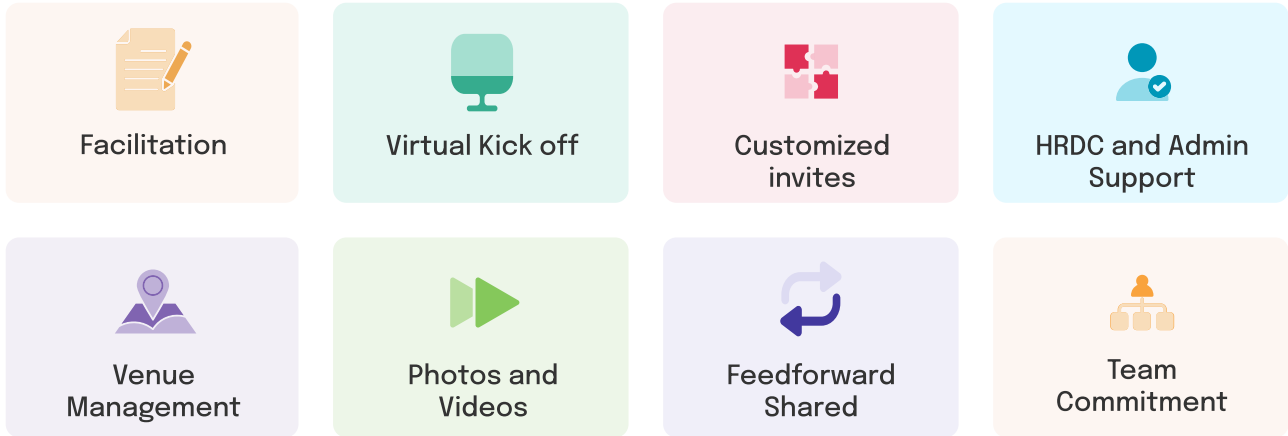 Facilitation
Virtual Kick off
Customized
invites
HRDC and Admin
Support
Venue
Management
Photos and
Videos
Feedforward
Shared
Team
Commitment